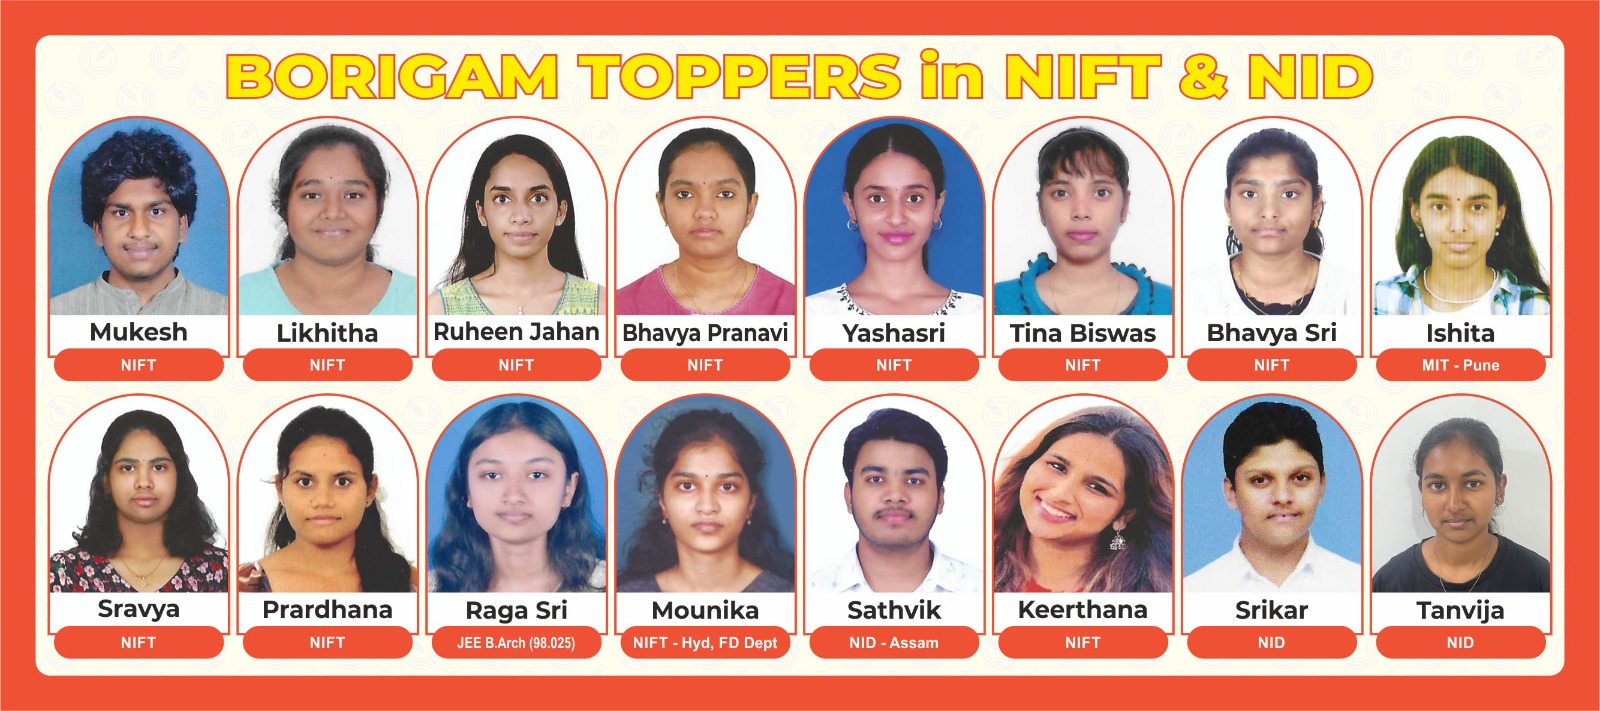 BORIGAM TOPPERS in NIFT & NID
Mukesh
NIFT
Likhitha
NIFT
Ruheen Jahan
NIFT
Bhavya Pranavi
NIFT
Yashasri
NIFT
Tina Biswas
NIFT
Bhavya Sri
NIFT
Ishita
MIT - Pune
Sravya
NIFT
Prardhana
NIFT
Raga Sri
JEE B.Arch (98.025)
Mounika
NIFT - Hyd, FD Dept
Sathvik
NID - Assam
Keerthana
NIFT
Srikar
NID
Tanvija
NID